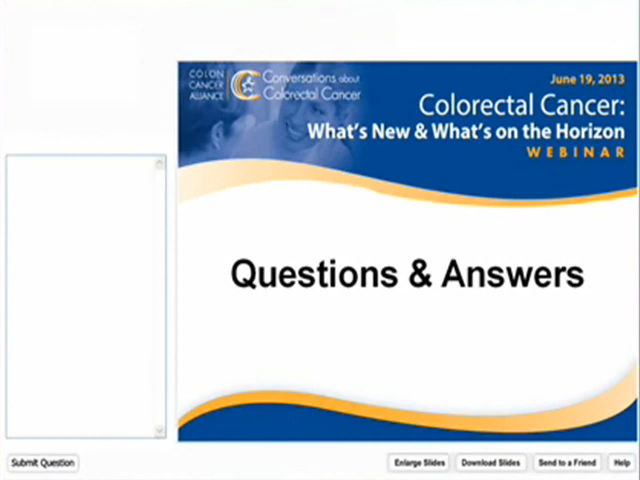 COLON
CANCER
ALLIANCE
Conversations about
Colorectal Cancer
June 19, 2013
Colorectal Cancer:
What's New & What's on the Horizon
WEBINAR
Questions & Answers
Submit Question
Enlarge Slides
Download Slides
Send to a Friend
Help